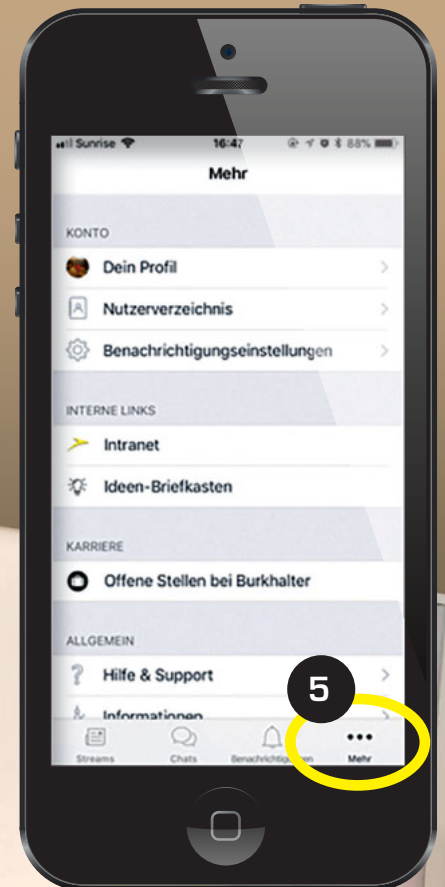 Sunrise 16:47 88%
Mehr
KONTO
Dein Profil
Nutzerverzeichnis
Benachrichtigungseinstellungen
INTERNE LINKS
Intranet
Ideen-Briefkasten
KARRIERE
Offene Stellen bei Burkhalter
ALLGEMEIN
Hilfe & Support
5
Informationen
Streams Chats Mehr